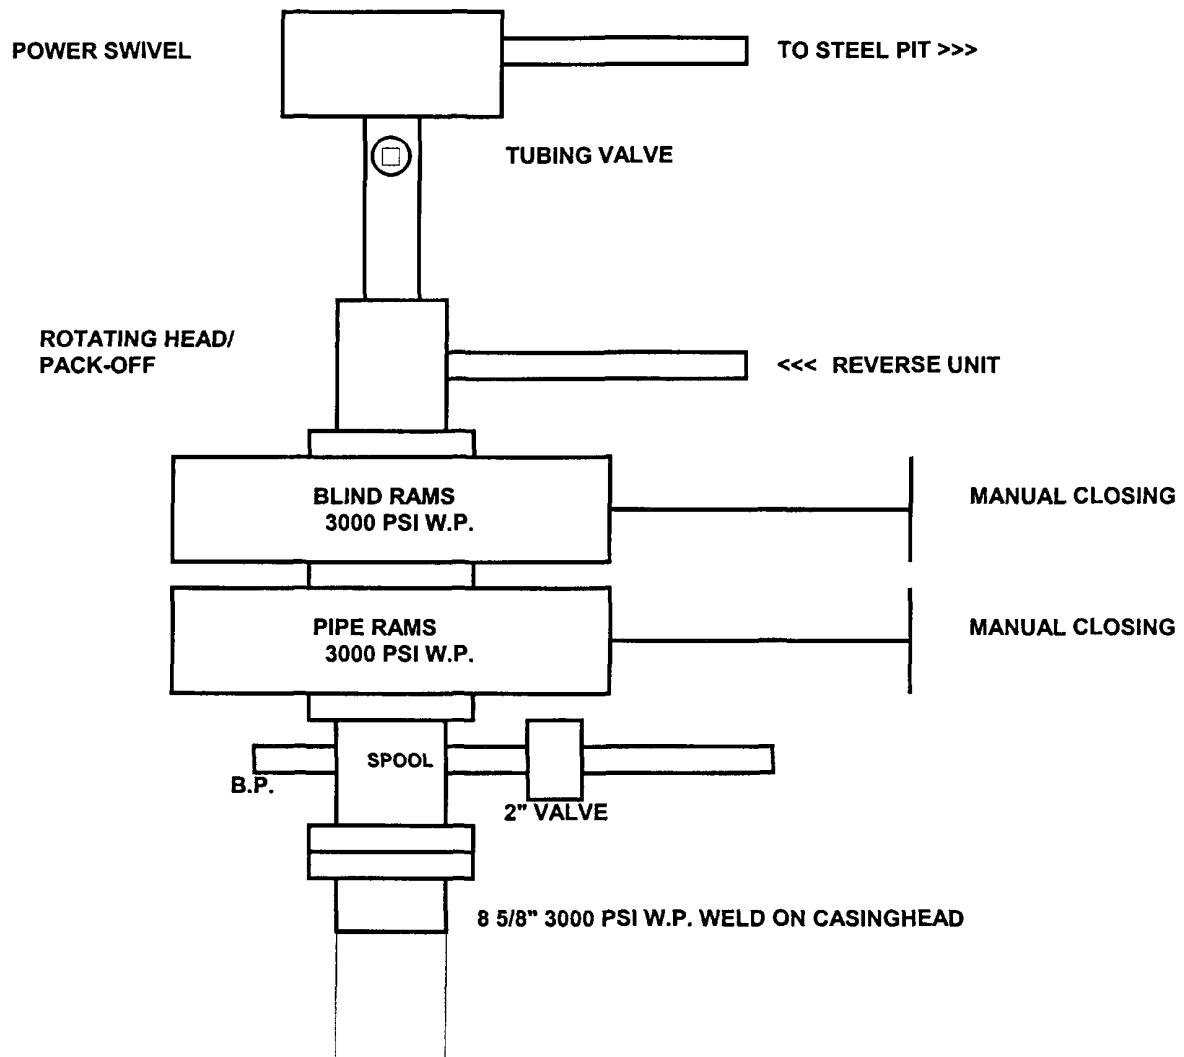 POWER SWIVEL
TO STEEL PIT >>>
TUBING VALVE
ROTATING HEAD/
PACK-OFF
<<< REVERSE UNIT
BLIND RAMS
3000 PSI W.P.
MANUAL CLOSING
PIPE RAMS
3000 PSI W.P.
MANUAL CLOSING
SPOOL
B.P.
2" VALVE
8 5/8" 3000 PSI W.P. WELD ON CASINGHEAD